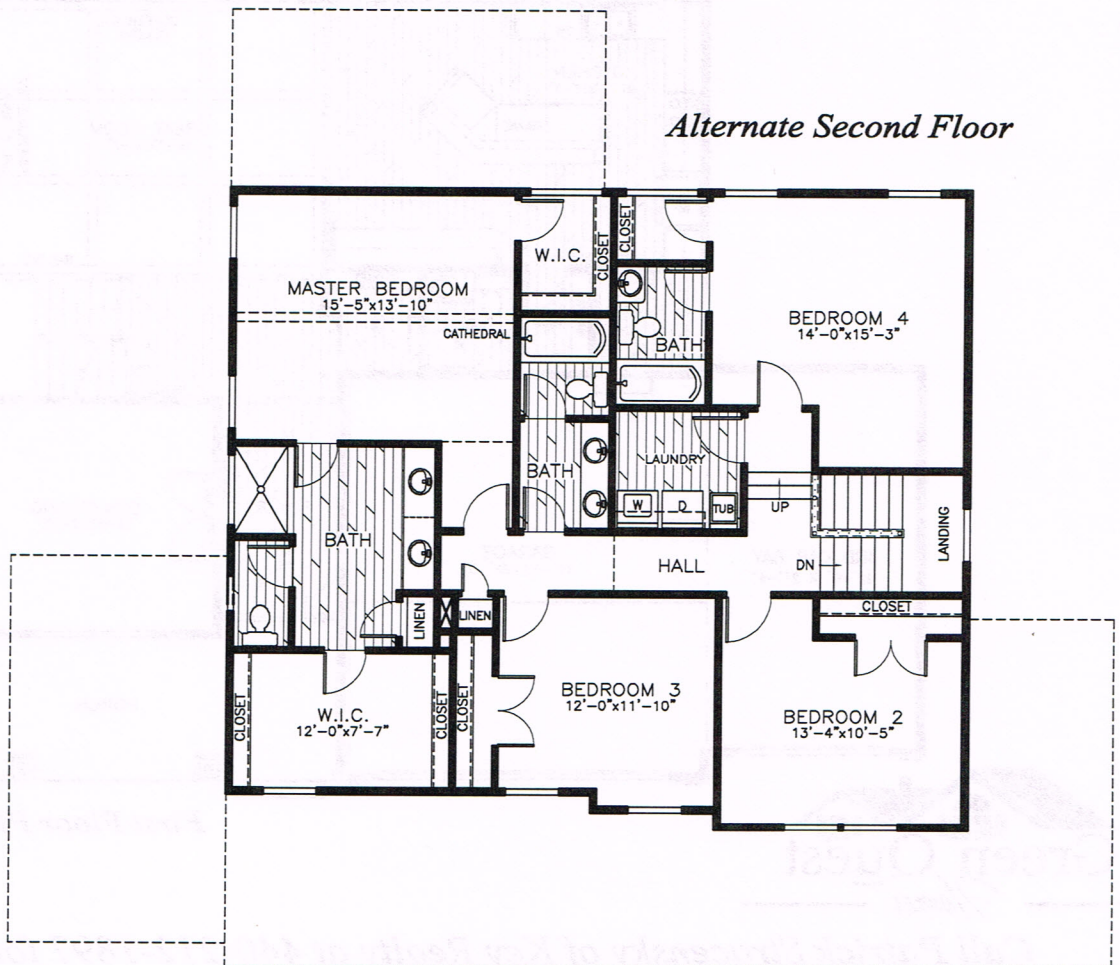 Alternate Second Floor
MASTER BEDROOM
15'-5"x13'-10"
CATHEDRAL
W.I.C.
CLOSET
CLOSET
BATH
BEDROOM 4
14'-0"x15'-3"
BATH
LAUNDRY
W
D
TUB
UP
LANDING
BATH
HALL
DN
LINEN
LINEN
CLOSET
CLOSET
W.I.C.
12'-0"x7'-7"
CLOSET
CLOSET
BEDROOM 3
12'-0"x11'-10"
BEDROOM 2
13'-4"x10'-5"